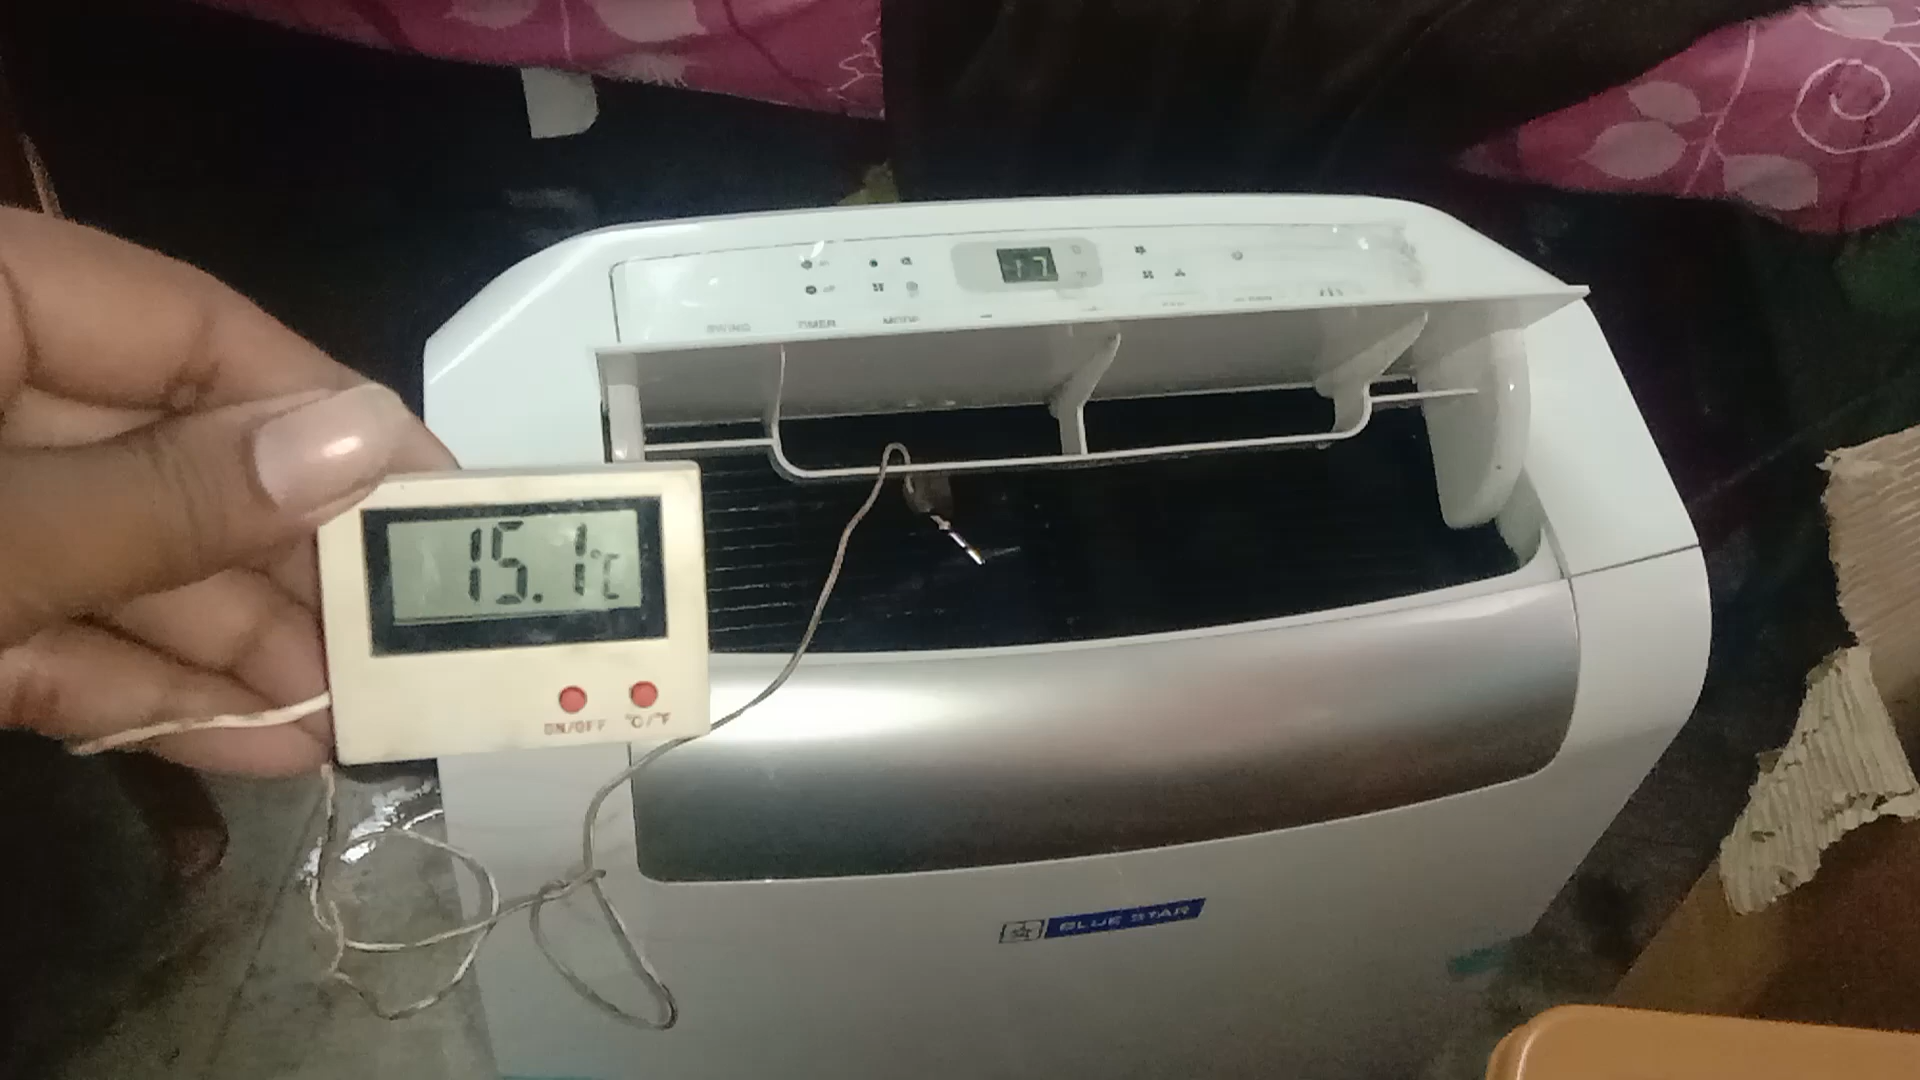 17
SWING TIMER MODE
15.1°C
ON/OFF °C/°F
BLUE STAR